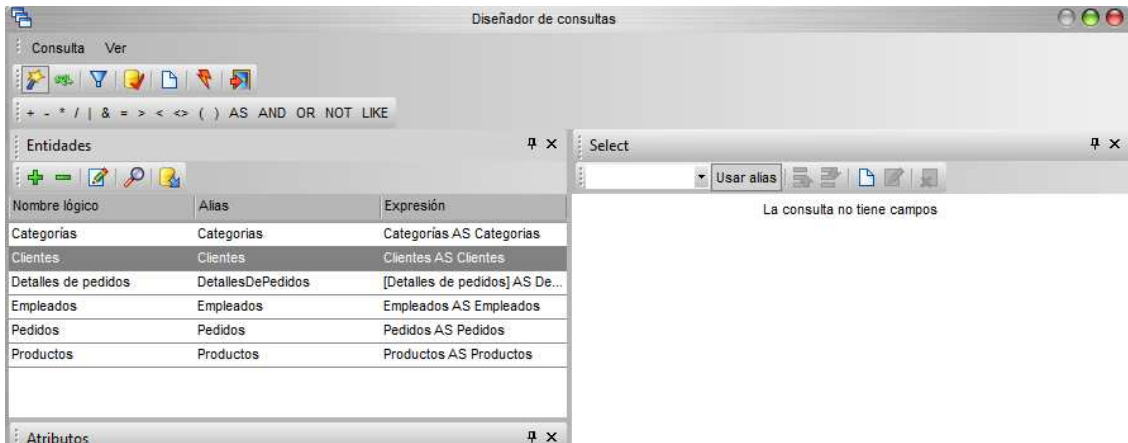 Diseñador de consultas
Consulta Ver
SQL
+ - * / | & = > < <> ( ) AS AND OR NOT LIKE
Entidades
Select
Usar alias
Nombre lógico Alias Expresión
La consulta no tiene campos
Categorías Categorias Categorías AS Categorias
Clientes Clientes Clientes AS Clientes
Detalles de pedidos DetallesDePedidos [Detalles de pedidos] AS De...
Empleados Empleados Empleados AS Empleados
Pedidos Pedidos Pedidos AS Pedidos
Productos Productos Productos AS Productos
Atributos